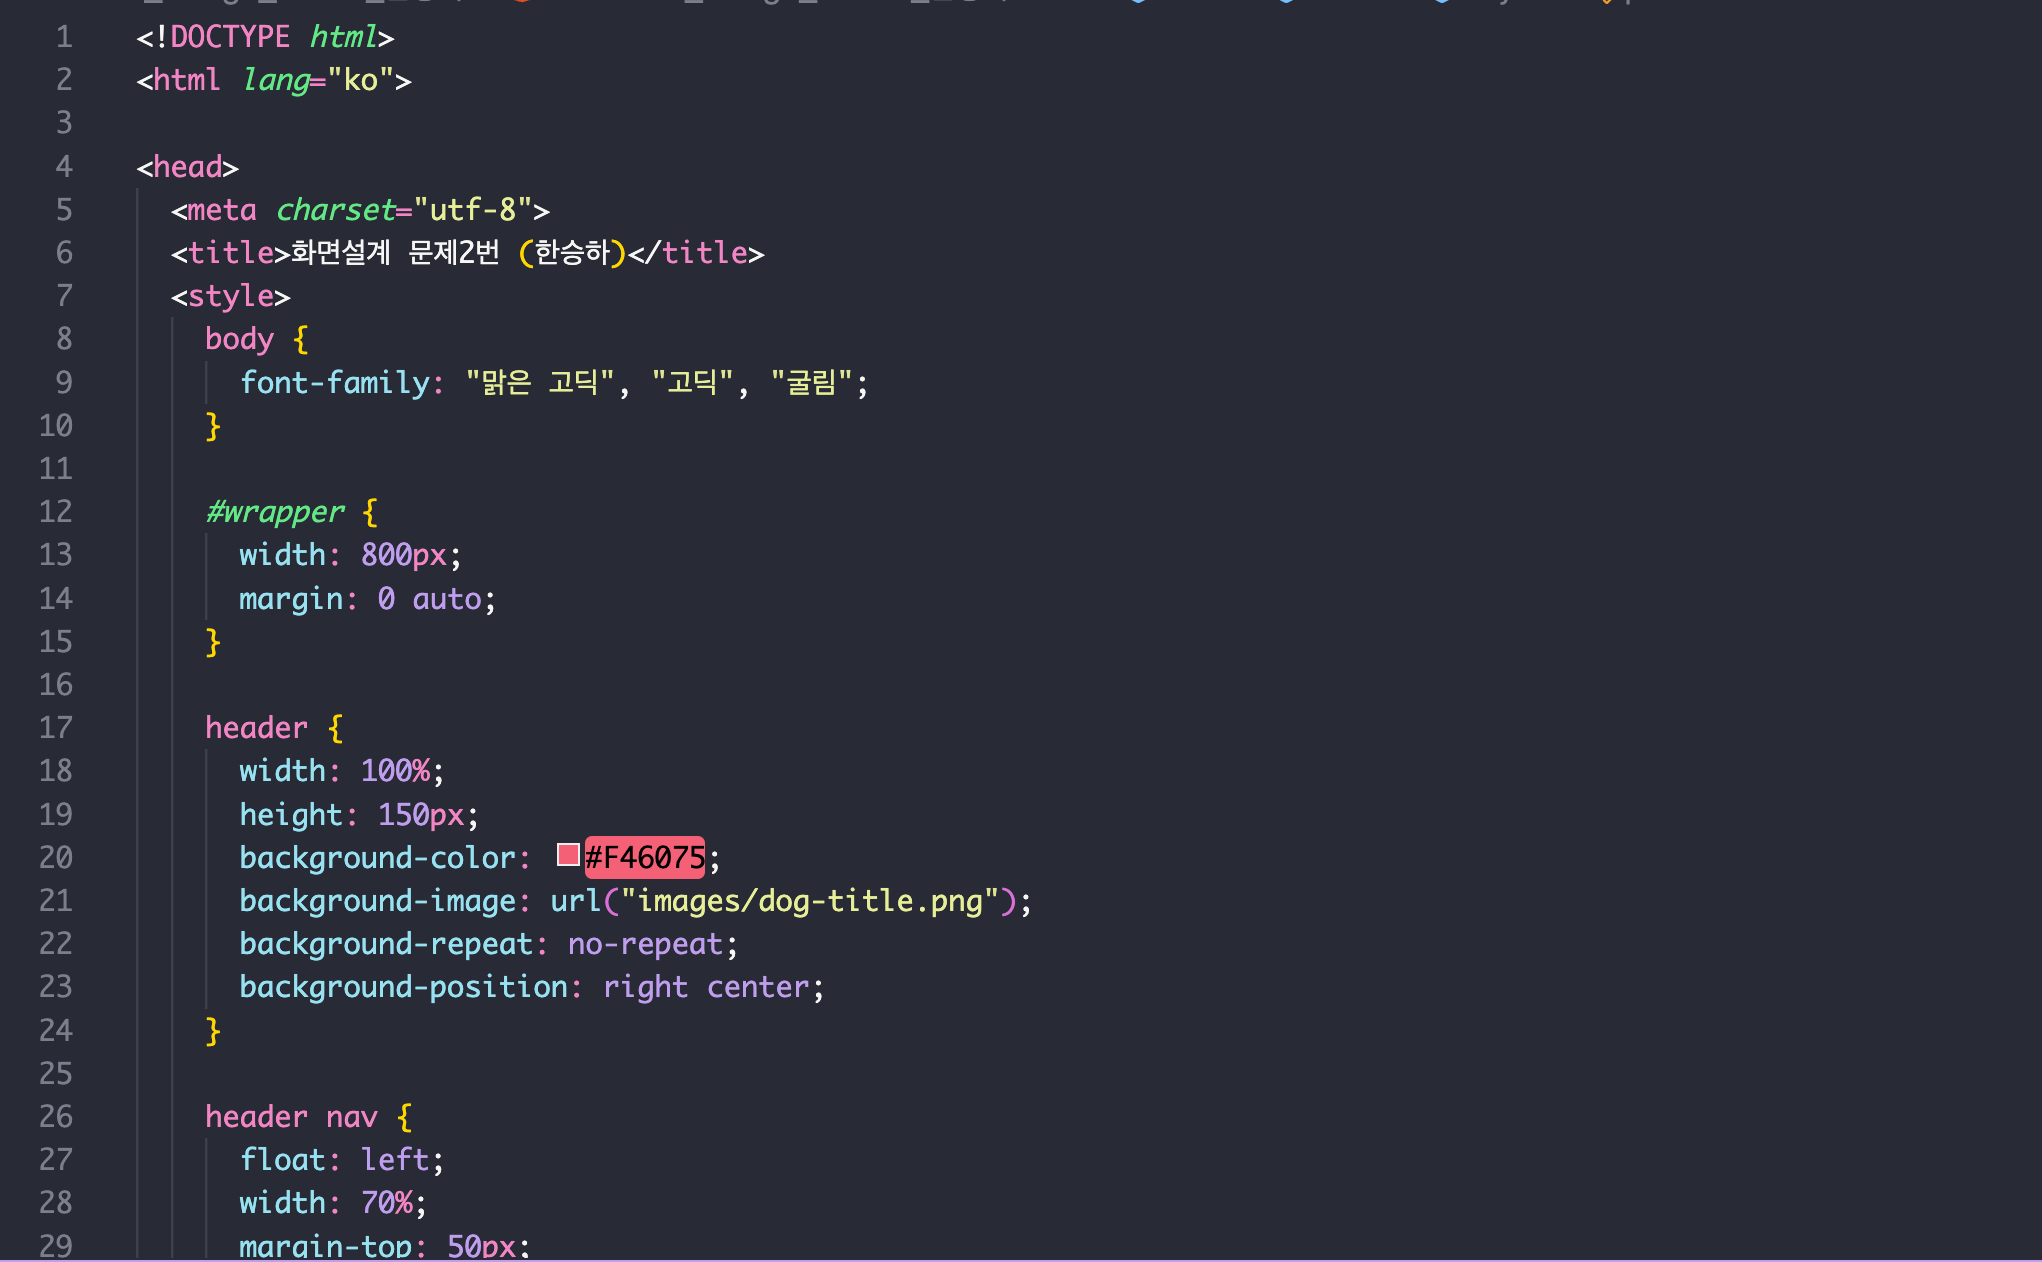 1 <!DOCTYPE html>
2 <html lang="ko">
3
4 <head>
5 <meta charset="utf-8">
6 <title>화면설계 문제2번 (한승하)</title>
7 <style>
8 body {
9 font-family: "맑은 고딕", "고딕", "굴림";
10 }
11
12 #wrapper {
13 width: 800px;
14 margin: 0 auto;
15 }
16
17 header {
18 width: 100%;
19 height: 150px;
20 background-color: #F46075;
21 background-image: url("images/dog-title.png");
22 background-repeat: no-repeat;
23 background-position: right center;
24 }
25
26 header nav {
27 float: left;
28 width: 70%;
29 margin-top: 50px;